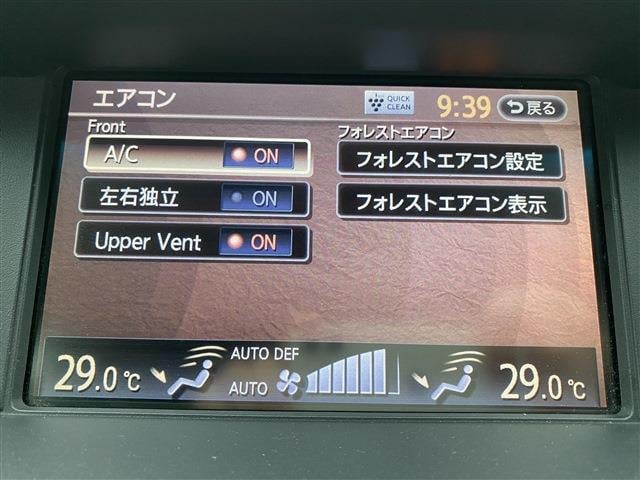 エアコン
QUICK CLEAN
9:39
戻る
Front
A/C ON
左右独立 ON
Upper Vent ON
フォレストエアコン
フォレストエアコン設定
フォレストエアコン表示
29.0℃
AUTO DEF
AUTO
29.0℃